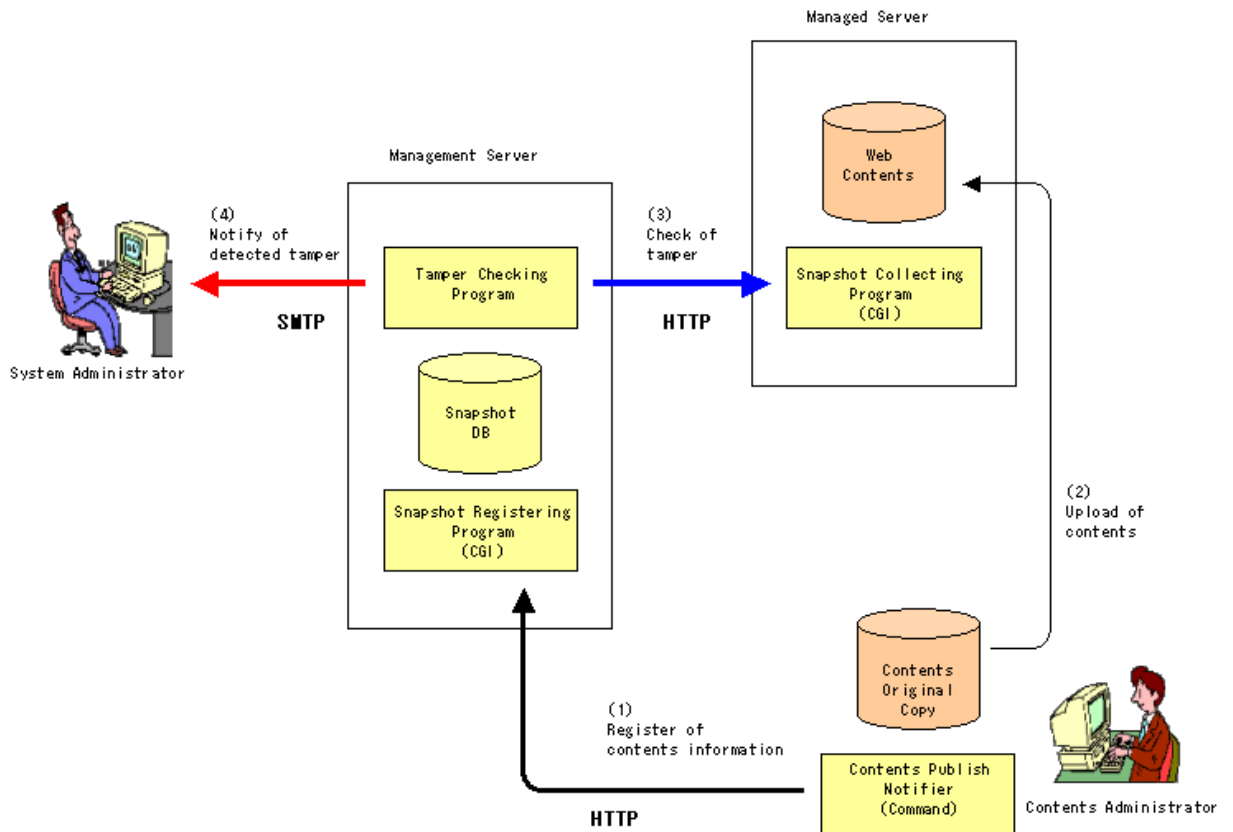 Managed Server
Web
Contents
Management Server
(4)
Notify of
detected tamper
(3)
Check of
tamper
Tamper Checking
Program
Snapshot Collecting
Program
(CGI)
SMTP
HTTP
System Administrator
Snapshot
DB
Snapshot Registering
Program
(CGI)
(2)
Upload of
contents
Contents
Original
Copy
(1)
Register of
contents information
Contents Publish
Notifier
(Command)
Contents Administrator
HTTP